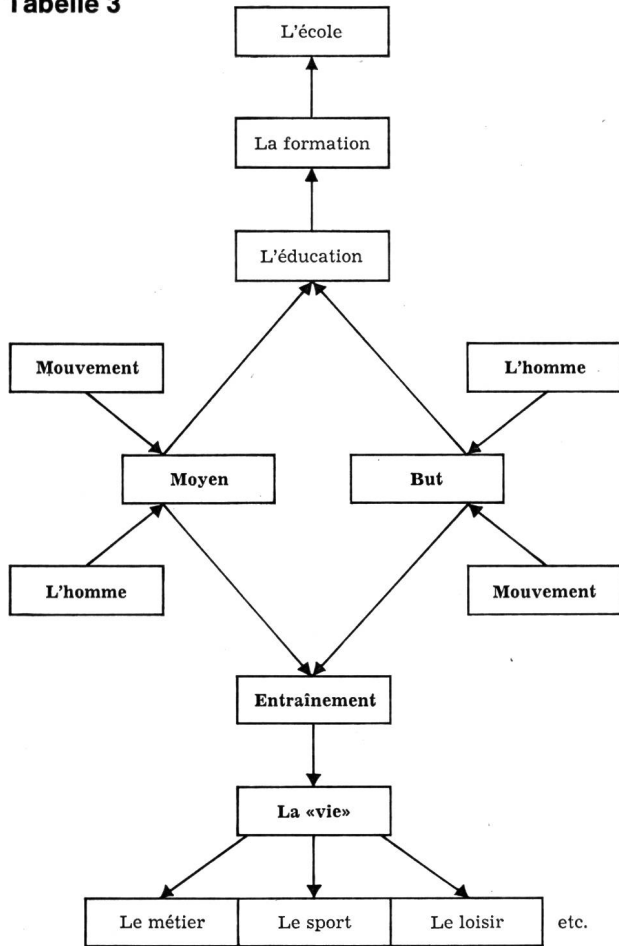 Tabelle 3
L'école
La formation
L'éducation
Mouvement
L'homme
Moyen
But
L'homme
Mouvement
Entraînement
La «vie»
Le métier
Le sport
Le loisir
etc.